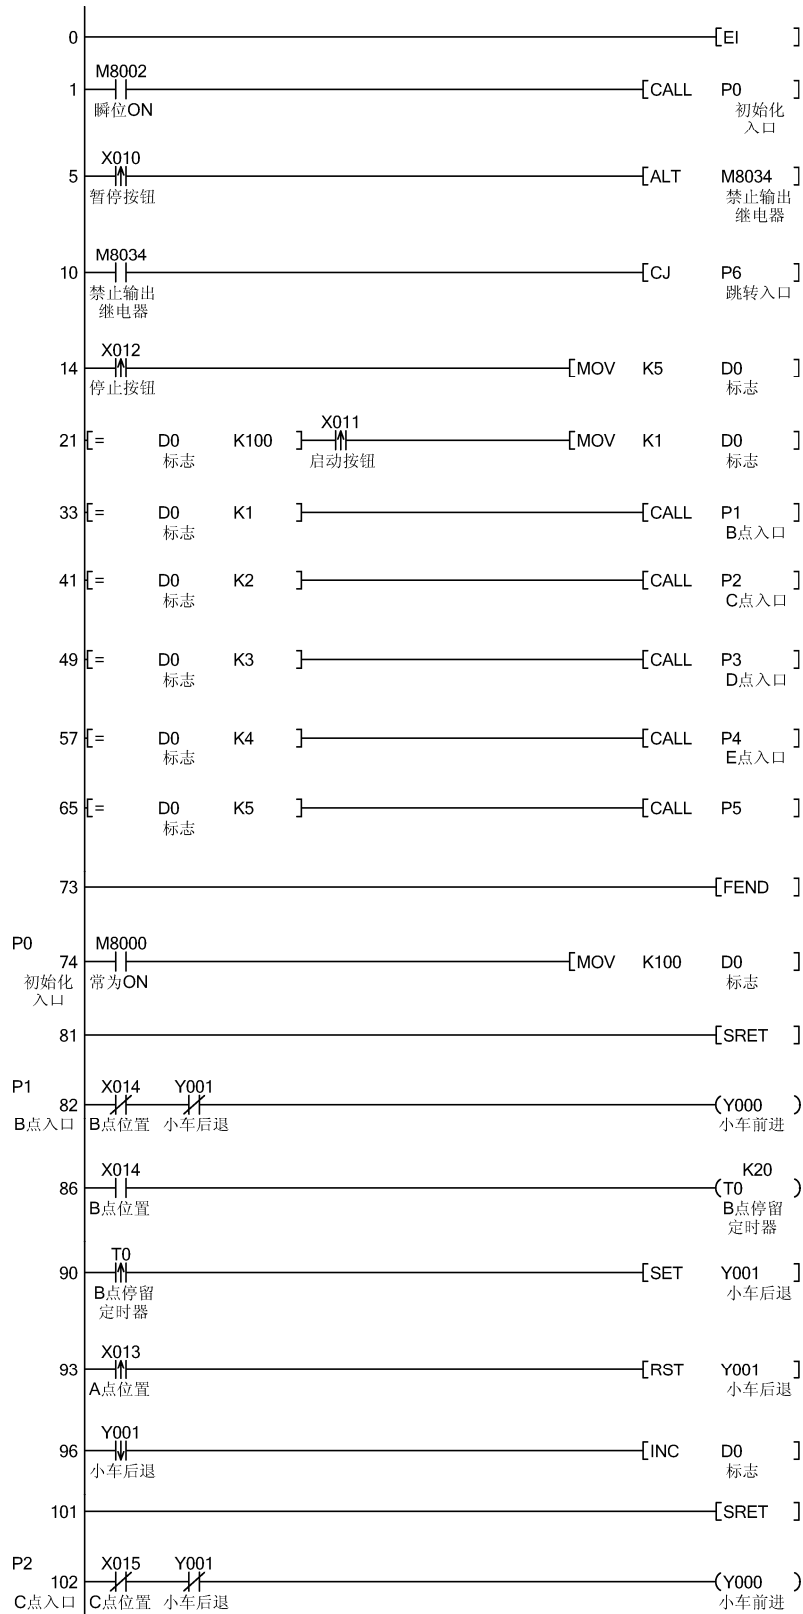 0 [EI ]
M8002
1 [CALL P0 ]
瞬位ON 初始化
入口
X010
5 [ALT M8034 ]
暂停按钮 禁止输出
继电器
M8034
10 [CJ P6 ]
禁止输出 跳转入口
继电器
X012
14 [MOV K5 D0 ]
停止按钮 标志
X011
21 [= D0 K100 ] [MOV K1 D0 ]
标志 启动按钮 标志
33 [= D0 K1 ] [CALL P1 ]
标志 B点入口
41 [= D0 K2 ] [CALL P2 ]
标志 C点入口
49 [= D0 K3 ] [CALL P3 ]
标志 D点入口
57 [= D0 K4 ] [CALL P4 ]
标志 E点入口
65 [= D0 K5 ] [CALL P5 ]
标志
73 [FEND ]
P0 M8000
74 [MOV K100 D0 ]
初始化 常为ON 标志
入口
81 [SRET ]
P1 X014 Y001
82 (Y000 )
B点入口 B点位置 小车后退 小车前进
X014 K20
86 (T0 )
B点位置 B点停留
定时器
T0
90 [SET Y001 ]
B点停留 小车后退
定时器
X013
93 [RST Y001 ]
A点位置 小车后退
Y001
96 [INC D0 ]
小车后退 标志
101 [SRET ]
P2 X015 Y001
102 (Y000 )
C点入口 C点位置 小车后退 小车前进